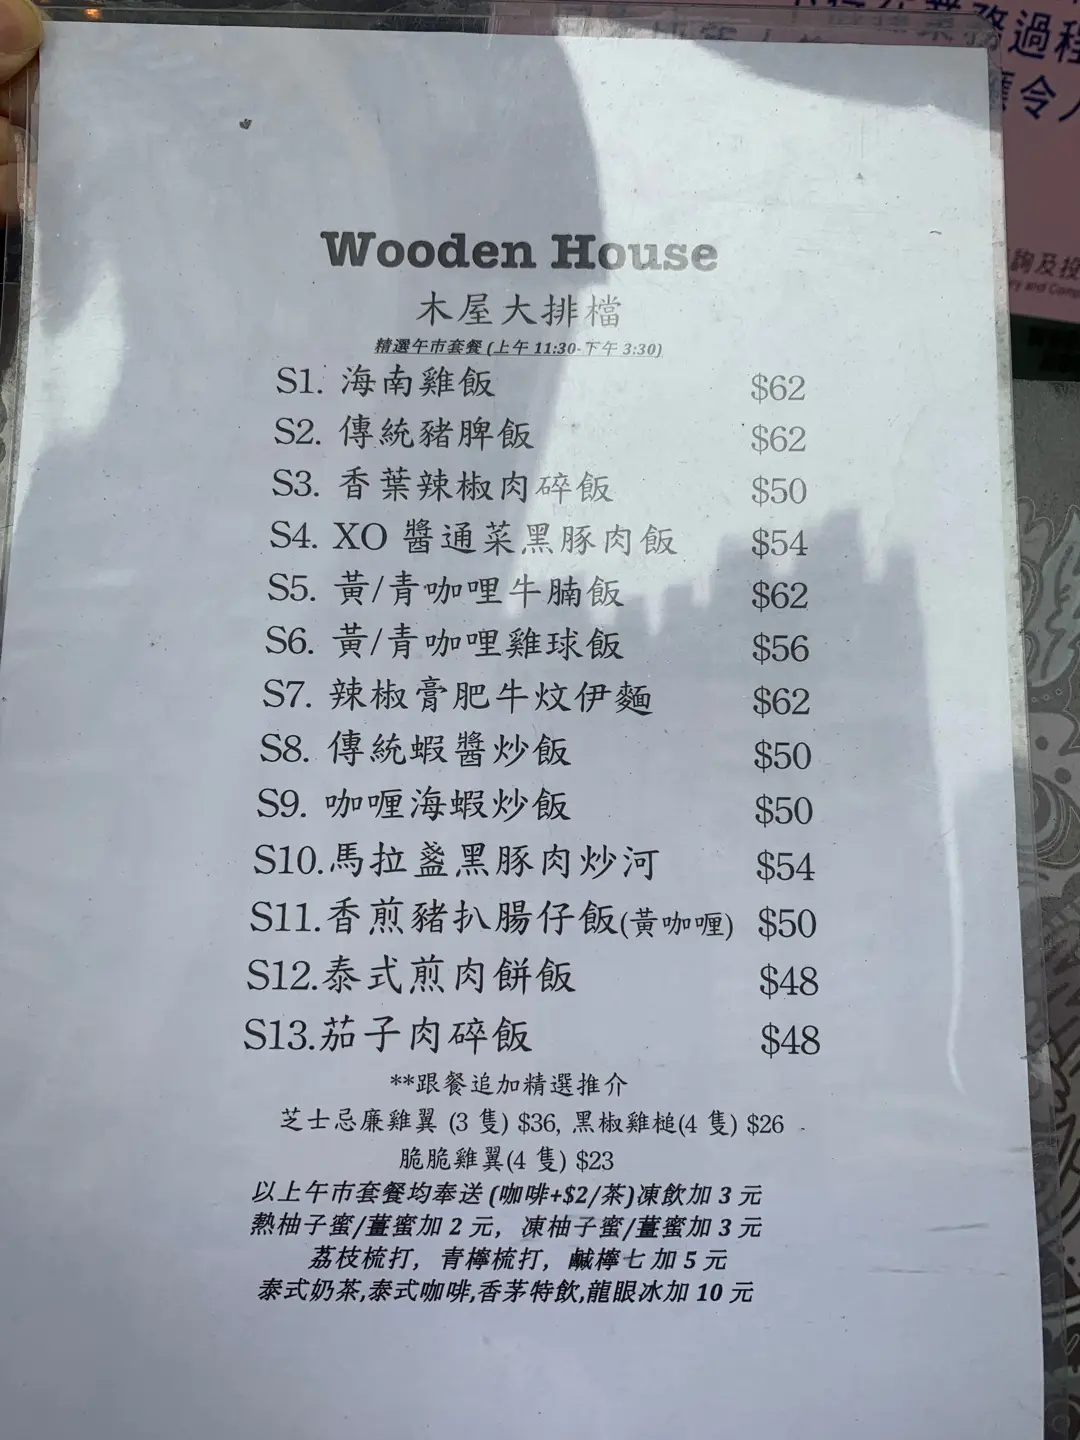 務過程
令人
詢及投
ry and Comp
Wooden House
木屋大排檔
精選午市套餐 (上午 11:30-下午 3:30)
S1. 海南雞飯 $62
S2. 傳統豬脾飯 $62
S3. 香葉辣椒肉碎飯 $50
S4. XO 醬通菜黑豚肉飯 $54
S5. 黃/青咖哩牛腩飯 $62
S6. 黃/青咖哩雞球飯 $56
S7. 辣椒膏肥牛炆伊麵 $62
S8. 傳統蝦醬炒飯 $50
S9. 咖喱海蝦炒飯 $50
S10.馬拉盞黑豚肉炒河 $54
S11.香煎豬扒腸仔飯(黃咖喱) $50
S12.泰式煎肉餅飯 $48
S13.茄子肉碎飯 $48
**跟餐追加精選推介
芝士忌廉雞翼 (3 隻) $36, 黑椒雞槌(4 隻) $26
脆脆雞翼(4 隻) $23
以上午市套餐均奉送 (咖啡+$2/茶)凍飲加 3 元
熱柚子蜜/薑蜜加 2 元, 凍柚子蜜/薑蜜加 3 元
荔枝梳打, 青檸梳打, 鹹檸七 加 5 元
泰式奶茶,泰式咖啡,香茅特飲,龍眼冰加 10 元